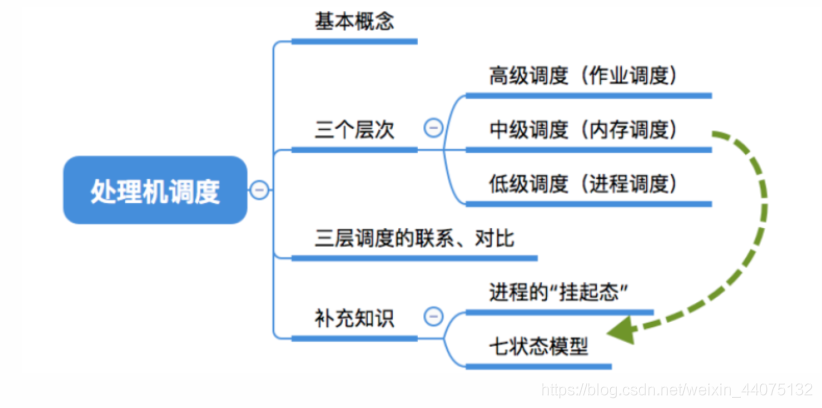 基本概念
高级调度（作业调度）
三个层次
中级调度（内存调度）
低级调度（进程调度）
处理机调度
三层调度的联系、对比
进程的“挂起态”
补充知识
七状态模型
https://blog.csdn.net/weixin_44075132